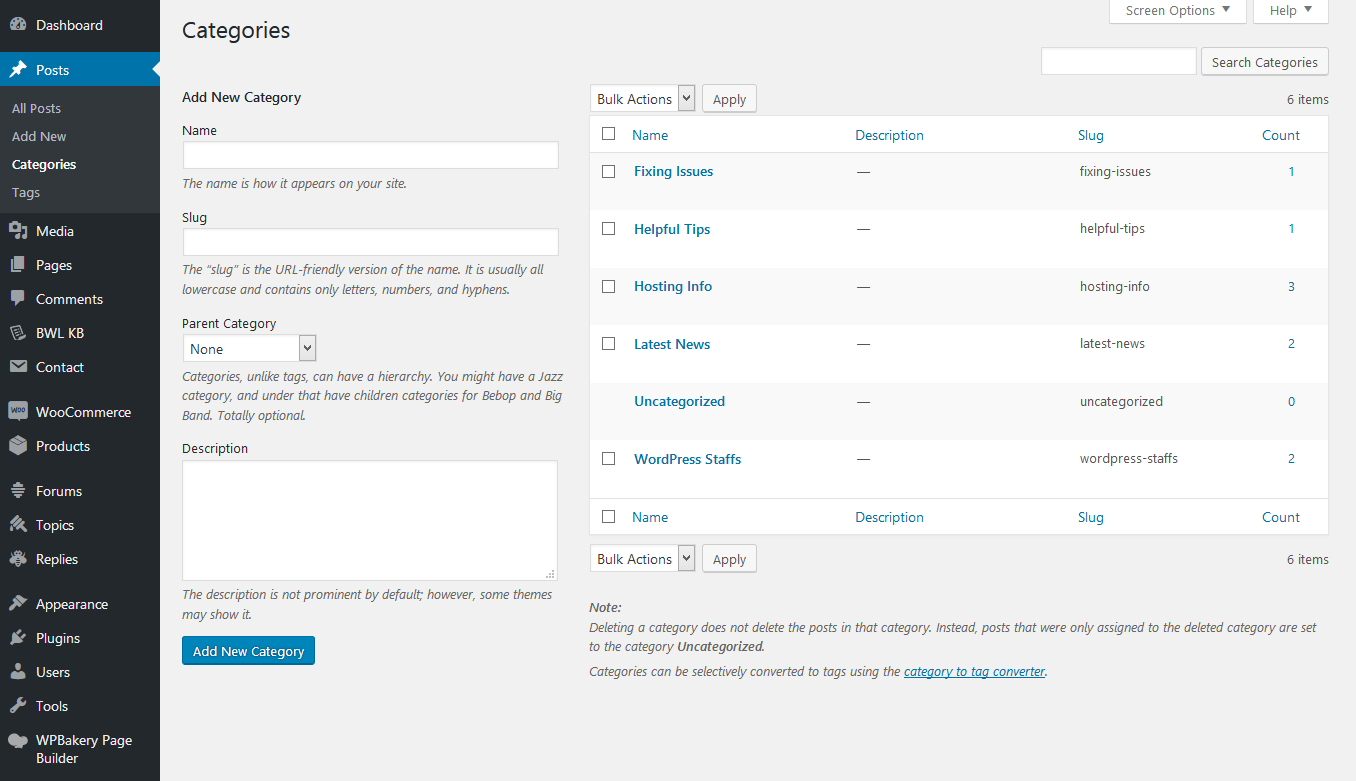 Dashboard
Posts
All Posts
Add New
Categories
Tags
Media
Pages
Comments
BWL KB
Contact
WOO
WooCommerce
Products
Forums
Topics
Replies
Appearance
Plugins
Users
Tools
WPBakery Page
Builder
Screen Options
Help
Categories
Search Categories
Add New Category
Name
The name is how it appears on your site.
Slug
The "slug" is the URL-friendly version of the name. It is usually all
lowercase and contains only letters, numbers, and hyphens.
Parent Category
None
Categories, unlike tags, can have a hierarchy. You might have a Jazz
category, and under that have children categories for Bebop and Big
Band. Totally optional.
Description
The description is not prominent by default; however, some themes
may show it.
Add New Category
Bulk Actions Apply 6 items
Name Description Slug Count
Fixing Issues — fixing-issues 1
Helpful Tips — helpful-tips 1
Hosting Info — hosting-info 3
Latest News — latest-news 2
Uncategorized — uncategorized 0
WordPress Staffs — wordpress-staffs 2
Name Description Slug Count
Bulk Actions Apply 6 items
Note:
Deleting a category does not delete the posts in that category. Instead, posts that were only assigned to the deleted category are set
to the category Uncategorized.
Categories can be selectively converted to tags using the category to tag converter.